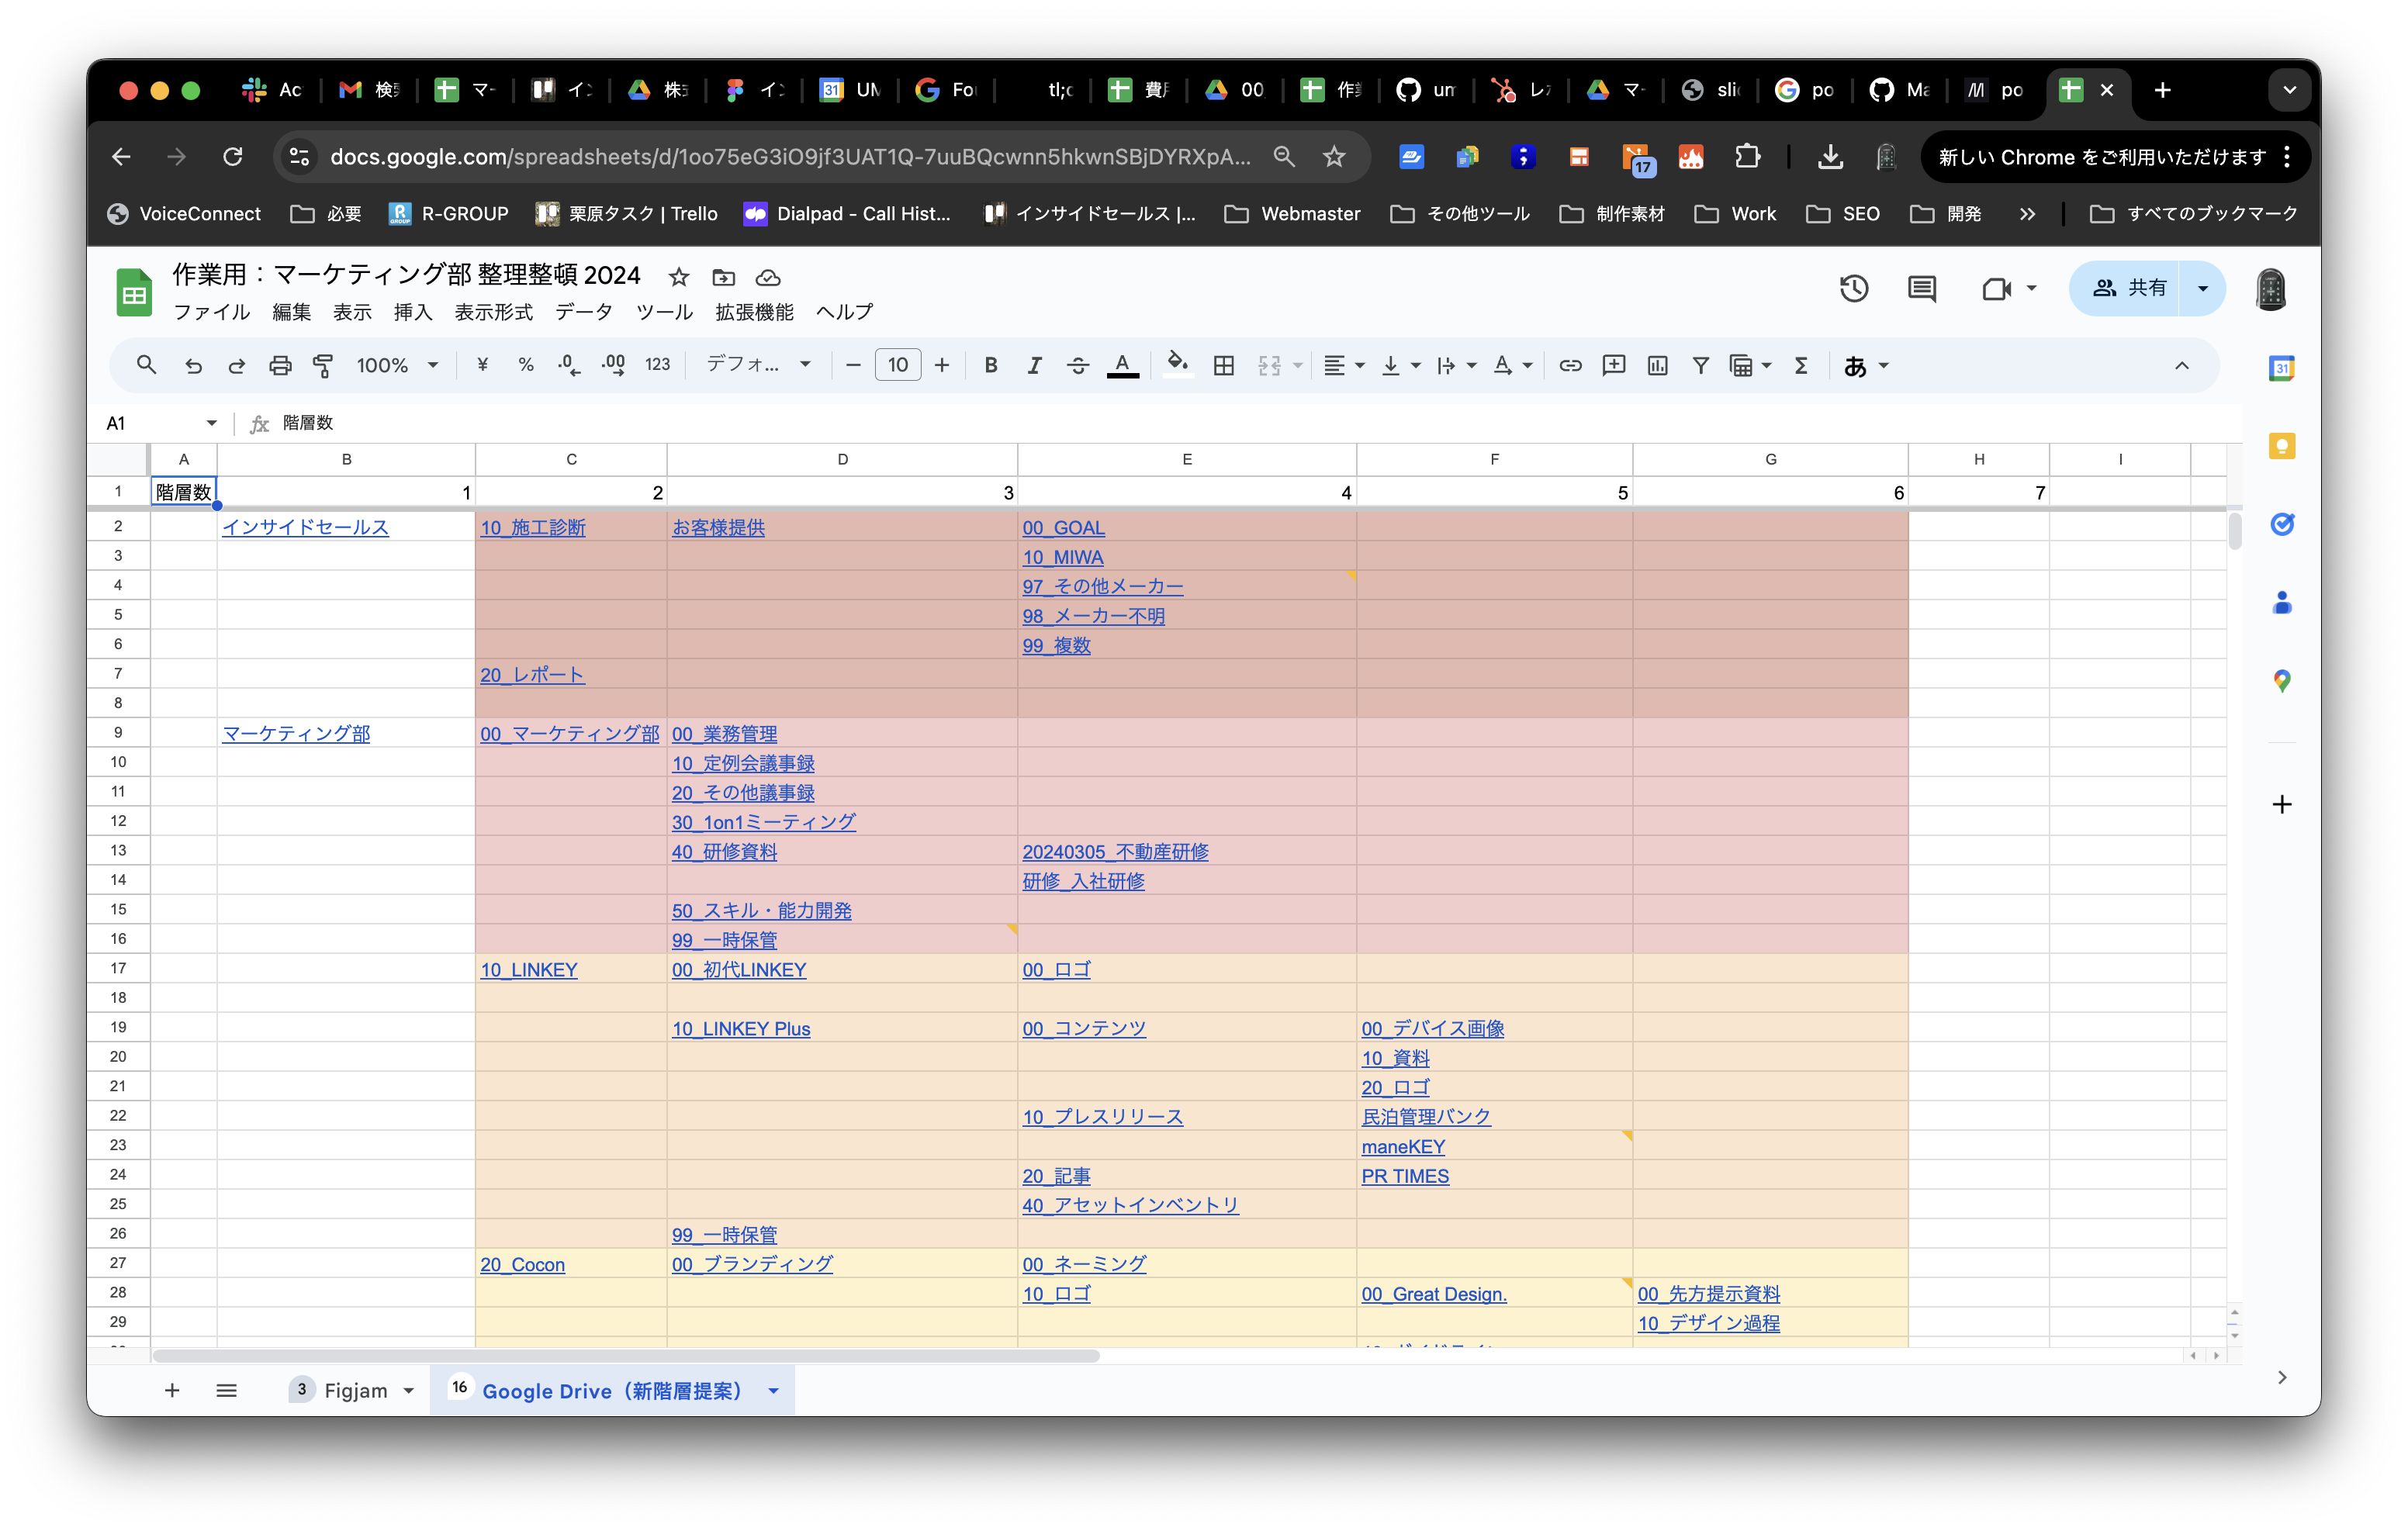 Ac
検索
マー
イン
株式
イン
31 UM
Fou
tl;d
費用
00_
作業
um
レポ
マー
slid
po
Ma
po
docs.google.com/spreadsheets/d/1oo75eG3iO9jf3UAT1Q-7uuBQcwnn5hkwnSBjDYRXpA...
17
新しい Chrome をご利用いただけます
VoiceConnect
必要
R-GROUP
栗原タスク | Trello
Dialpad - Call Hist...
インサイドセールス |...
Webmaster
その他ツール
制作素材
Work
SEO
開発
すべてのブックマーク
作業用：マーケティング部 整理整頓 2024
ファイル 編集 表示 挿入 表示形式 データ ツール 拡張機能 ヘルプ
共有
100% ¥ % .0 .00 123 デフォ... 10 B I A あ
31
A1 fx 階層数
A B C D E F G H I
1 階層数 1 2 3 4 5 6 7
2 インサイドセールス 10_施工診断 お客様提供 00_GOAL
3 10_MIWA
4 97_その他メーカー
5 98_メーカー不明
6 99_複数
7 20_レポート
8
9 マーケティング部 00_マーケティング部 00_業務管理
10 10_定例会議事録
11 20_その他議事録
12 30_1on1ミーティング
13 40_研修資料 20240305_不動産研修
14 研修_入社研修
15 50_スキル・能力開発
16 99_一時保管
17 10_LINKEY 00_初代LINKEY 00_ロゴ
18
19 10_LINKEY Plus 00_コンテンツ 00_デバイス画像
20 10_資料
21 20_ロゴ
22 10_プレスリリース 民泊管理バンク
23 maneKEY
24 20_記事 PR TIMES
25 40_アセットインベントリ
26 99_一時保管
27 20_Cocon 00_ブランディング 00_ネーミング
28 10_ロゴ 00_Great Design. 00_先方提示資料
29 10_デザイン過程
3 Figjam
16 Google Drive（新階層提案）